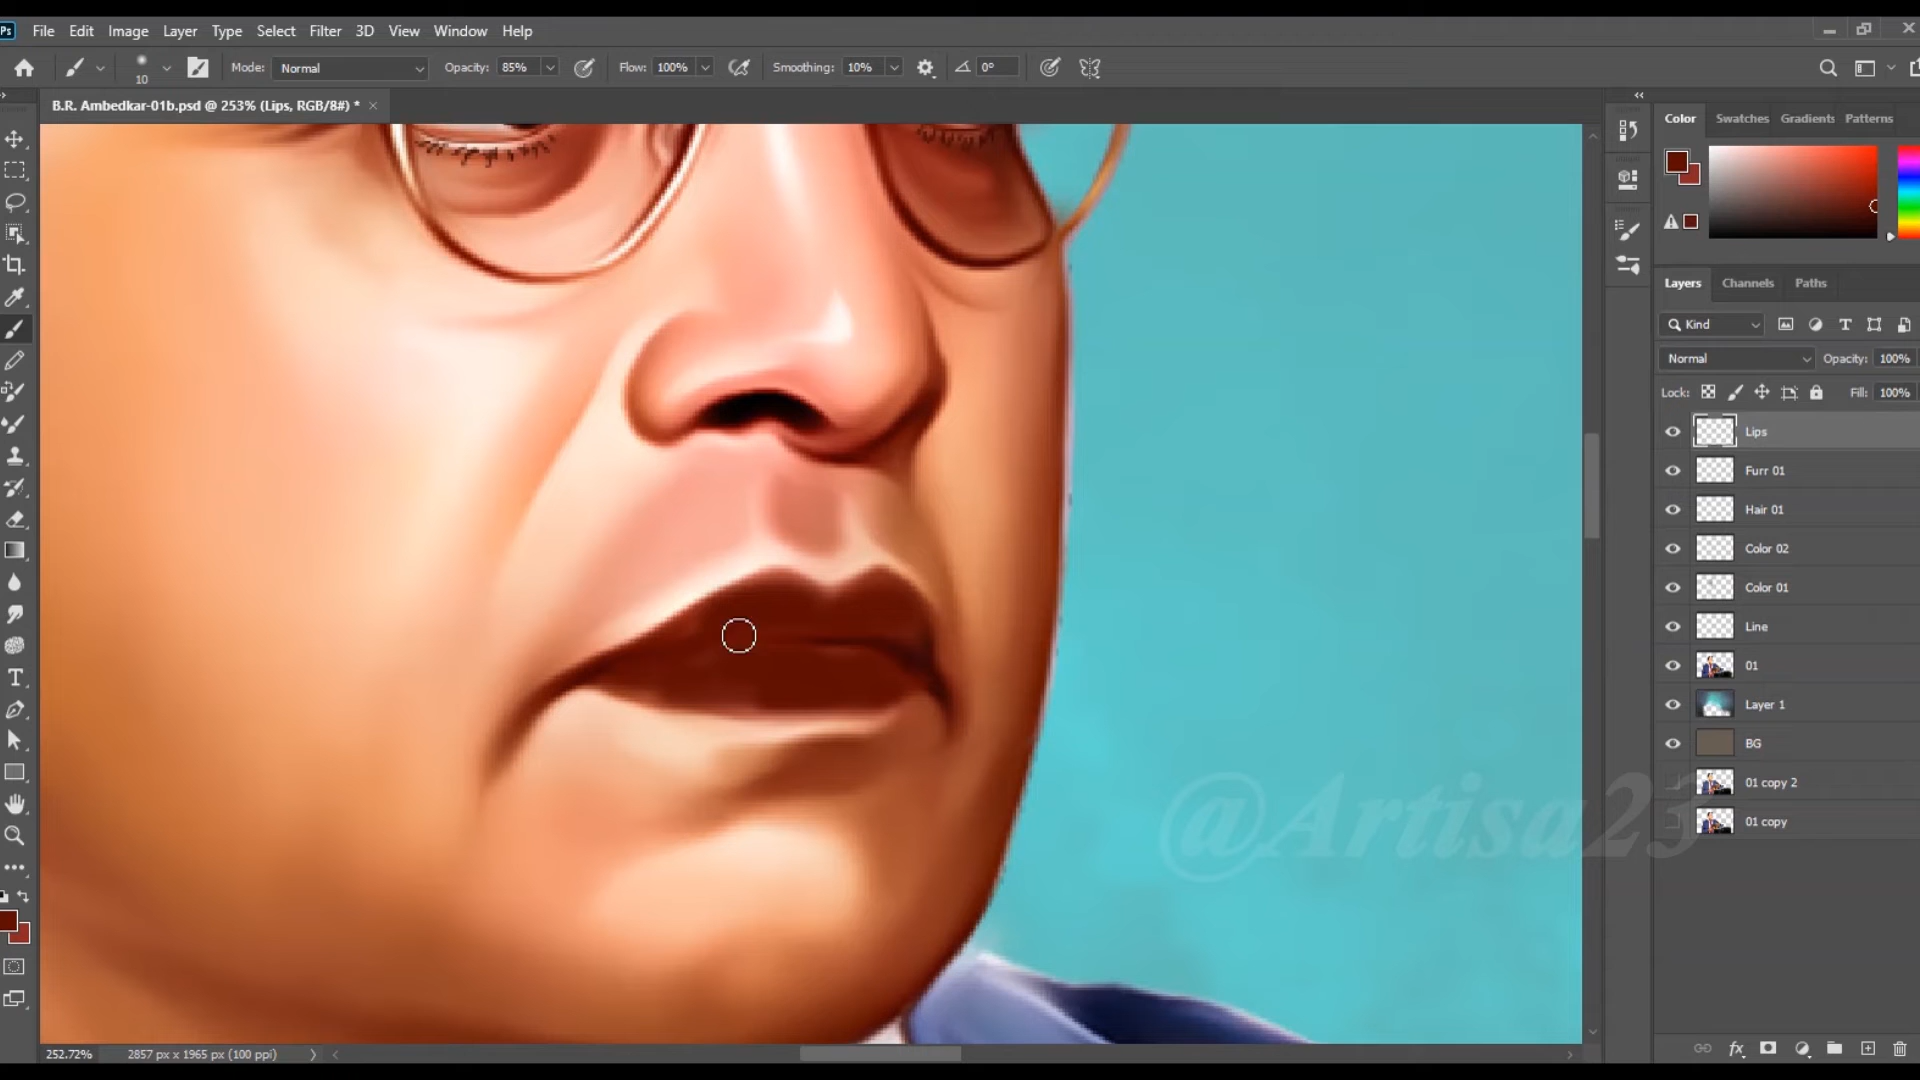 Ps File Edit Image Layer Type Select Filter 3D View Window Help
10 Mode: Normal Opacity: 85% Flow: 100% Smoothing: 10% 0°
B.R. Ambedkar-01b.psd @ 253% (Lips, RGB/8#) * ×
Color Swatches Gradients Patterns
Layers Channels Paths
Kind
Normal Opacity: 100%
Lock: Fill: 100%
Lips
Furr 01
Hair 01
Color 02
Color 01
Line
01
Layer 1
BG
01 copy 2
01 copy
@Artisa23
252.72% 2857 px x 1965 px (100 ppi)